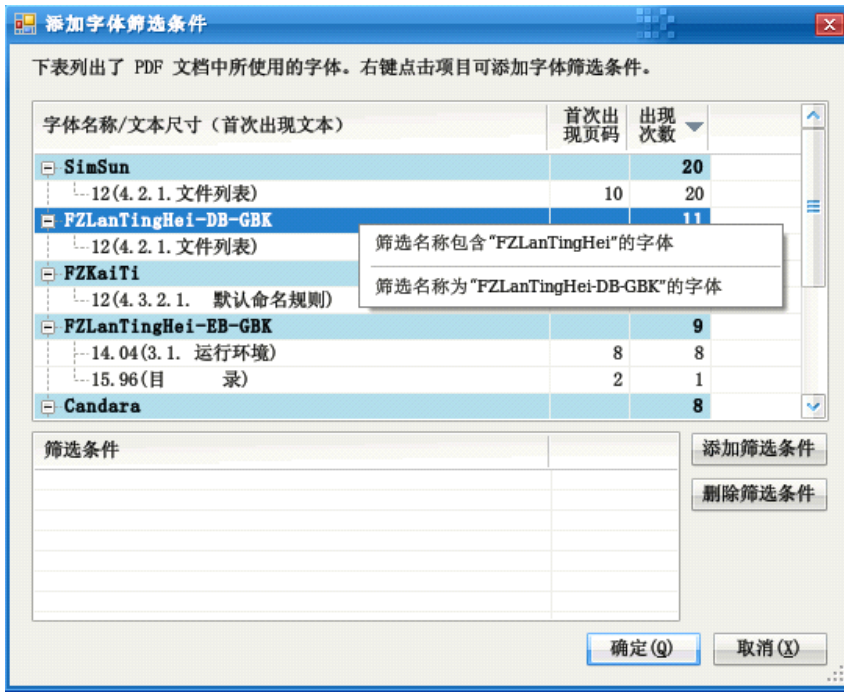 添加字体筛选条件
下表列出了 PDF 文档中所使用的字体。右键点击项目可添加字体筛选条件。
字体名称/文本尺寸（首次出现文本） 首次出现页码 出现次数
SimSun 20
12(4.2.1.文件列表) 10 20
FZLanTingHei-DB-GBK 11
12(4.2.1.文件列表)
筛选名称包含“FZLanTingHei”的字体
FZKaiTi
筛选名称为“FZLanTingHei-DB-GBK”的字体
12(4.3.2.1. 默认命名规则)
FZLanTingHei-EB-GBK 9
14.04(3.1. 运行环境) 8 8
15.96(目 录) 2 1
Candara 8
筛选条件
添加筛选条件
删除筛选条件
确定(Q) 取消(X)